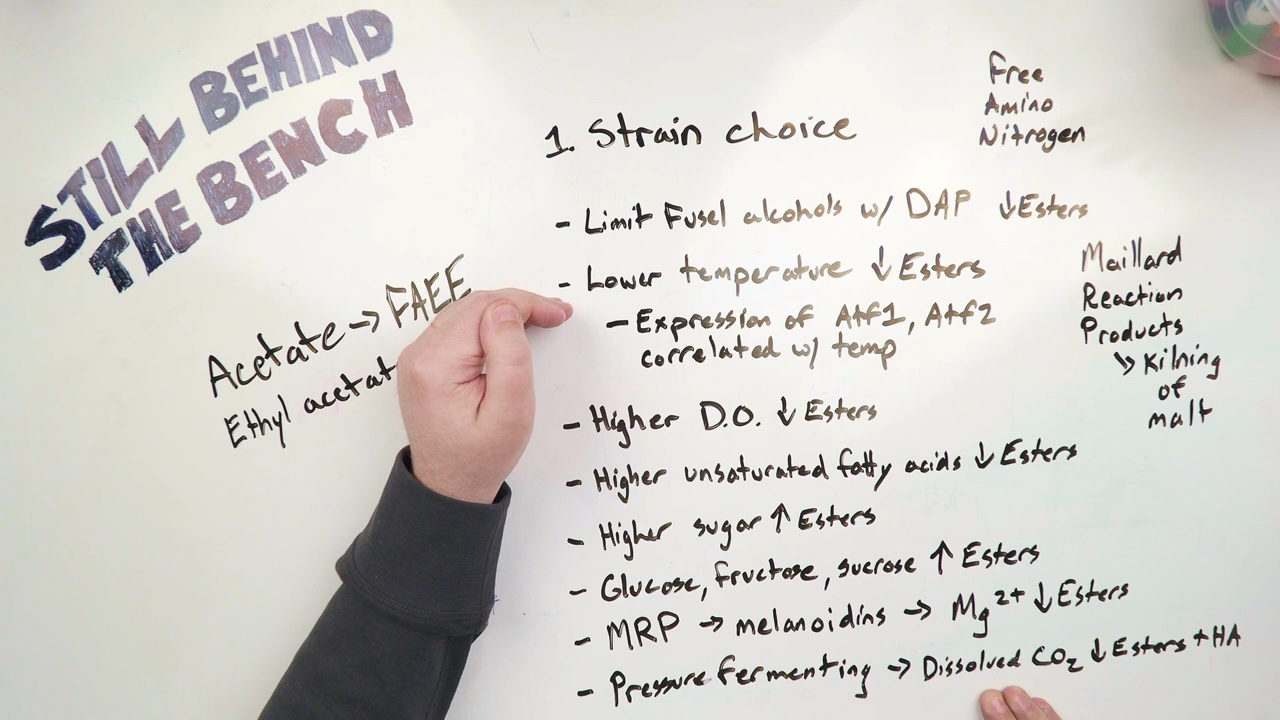 STILL BEHIND
THE BENCH
Acetate → FAEE
Ethyl acetat
1. Strain choice
Free
Amino
Nitrogen
- Limit Fusel alcohols w/ DAP ↓ Esters
- Lower temperature ↓ Esters
- Expression of Atf1, Atf2
correlated w/ temp
- Higher D.O. ↓ Esters
- Higher unsaturated fatty acids ↓ Esters
- Higher sugar ↑ Esters
- Glucose, fructose, sucrose ↑ Esters
- MRP → melanoidins → Mg²⁺ ↓ Esters
- Pressure fermenting → Dissolved CO₂ ↓ Esters + HA
Maillard
Reaction
Products
↳ Kilning
of
malt